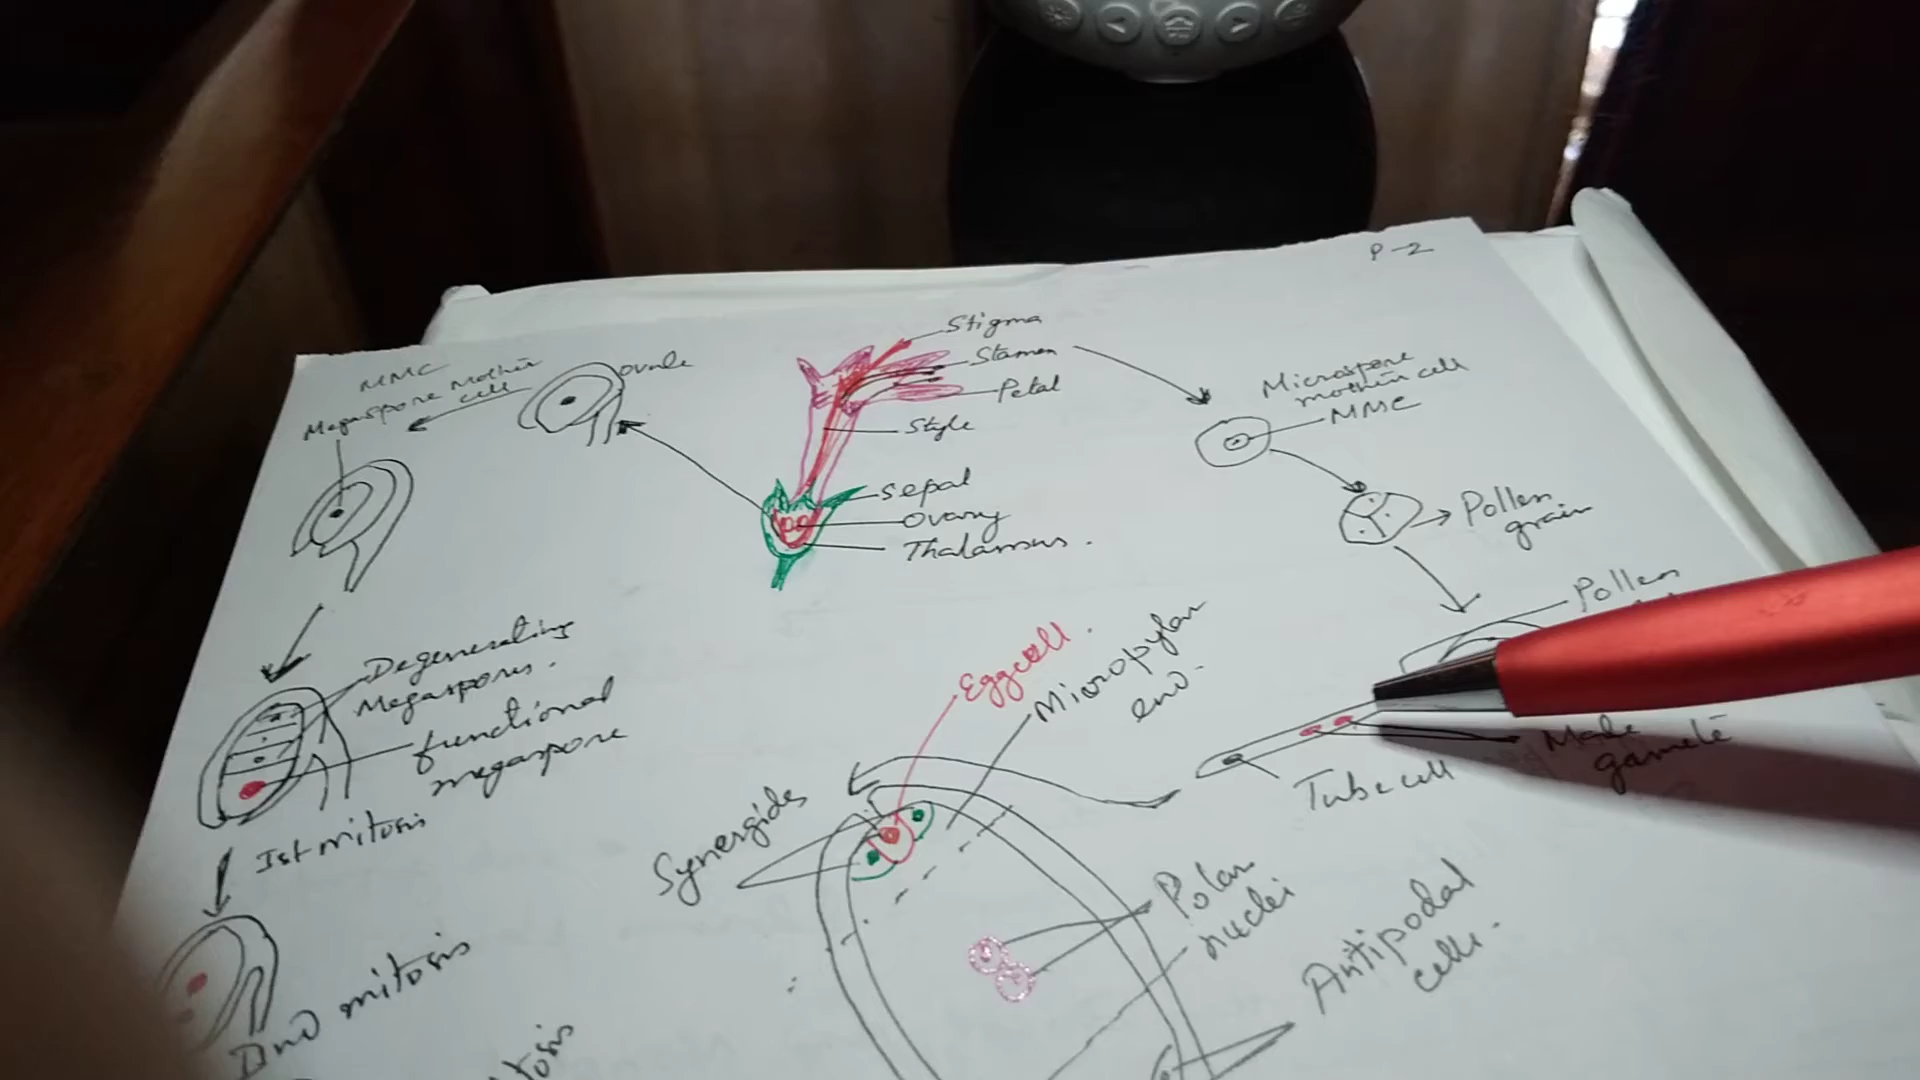 P-2
MMC
Megaspore Mother
cell
ovule
Stigma
Stamen
Petal
Style
Sepal
Ovary
Thalamus.
Microspore
mother cell
MMC
Pollen
grain
Pollen
Male
gamete
Tube cell
Degenerating
Megaspores.
functional
megaspore
Ist mitosis
IInd mitosis
Egg cell.
Micropylar
end.
Synergids
Polar
nuclei
Antipodal
cells.